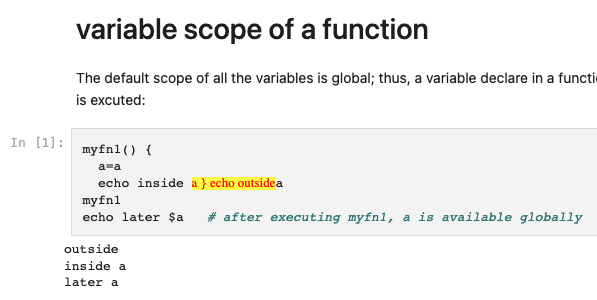 variable scope of a function
The default scope of all the variables is global; thus, a variable declare in a
is excuted:
In [1]:
myfn1() {
a=a
echo inside a } echo outsidea
myfn1
echo later $a # after executing myfn1, a is available globally
outside
inside a
later a